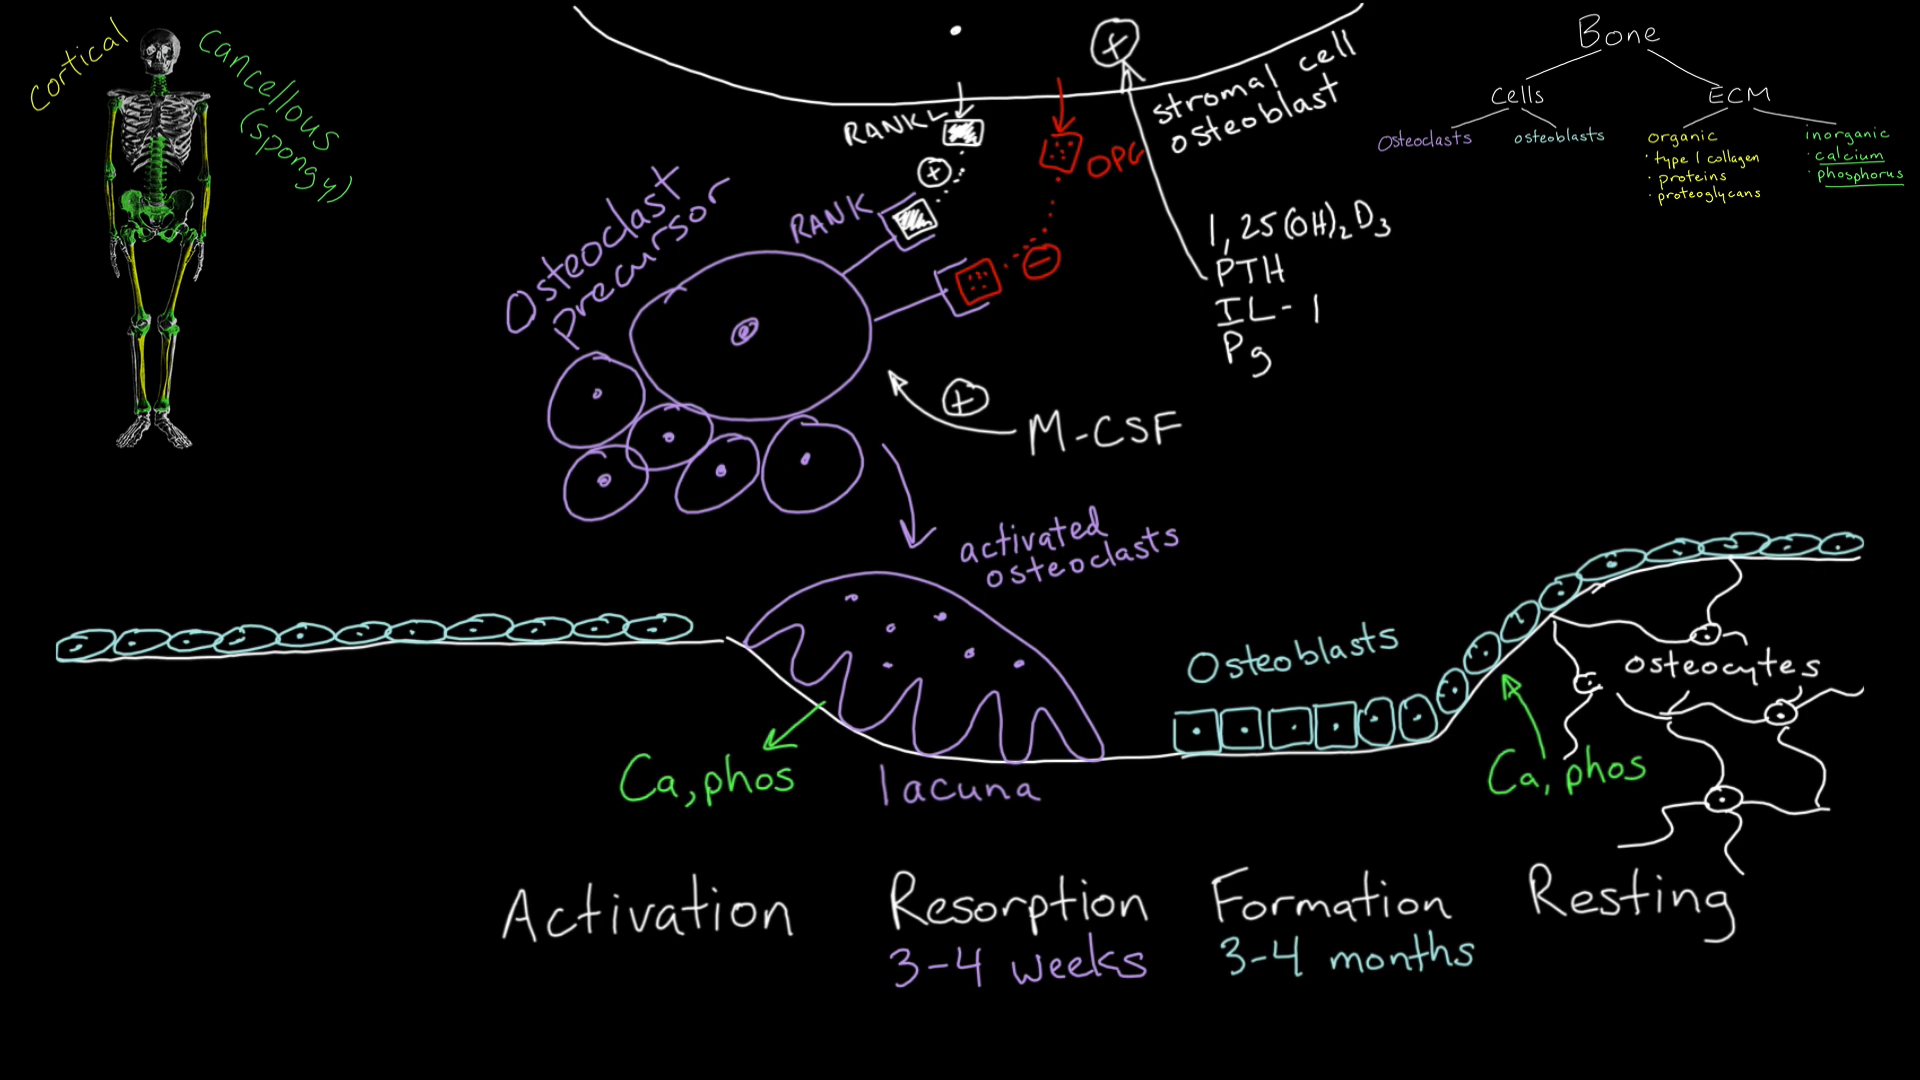 Cortical
Cancellous
(spongy)
stromal cell
osteoblast
RANKL
OPG
RANK
Osteoclast
precursor
1,25(OH)₂D₃
PTH
IL-1
Pg
M-CSF
Bone
Cells
ECM
Osteoclasts
osteoblasts
organic
· type 1 collagen
· proteins
· proteoglycans
inorganic
· calcium
· phosphorus
activated
osteoclasts
Ca, phos
lacuna
Osteoblasts
osteocytes
Ca, phos
Activation
Resorption
3-4 weeks
Formation
3-4 months
Resting